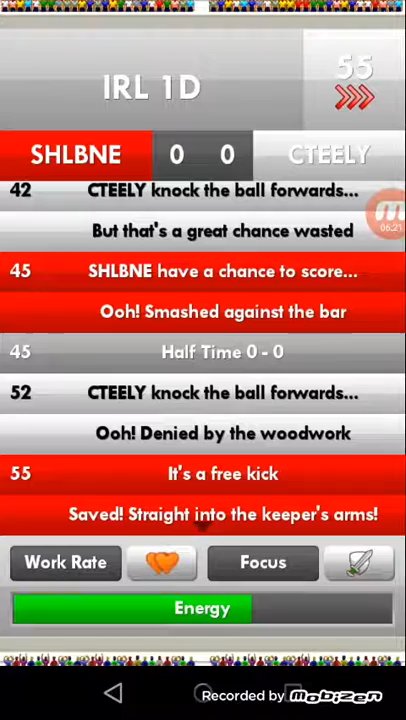 IRL 1D
55
SHLBNE 0 0 CTEELY
42 CTEELY knock the ball forwards...
But that's a great chance wasted
06:21
45 SHLBNE have a chance to score...
Ooh! Smashed against the bar
45 Half Time 0 - 0
52 CTEELY knock the ball forwards...
Ooh! Denied by the woodwork
55 It's a free kick
Saved! Straight into the keeper's arms!
Work Rate Focus
Energy
Recorded by mobizen